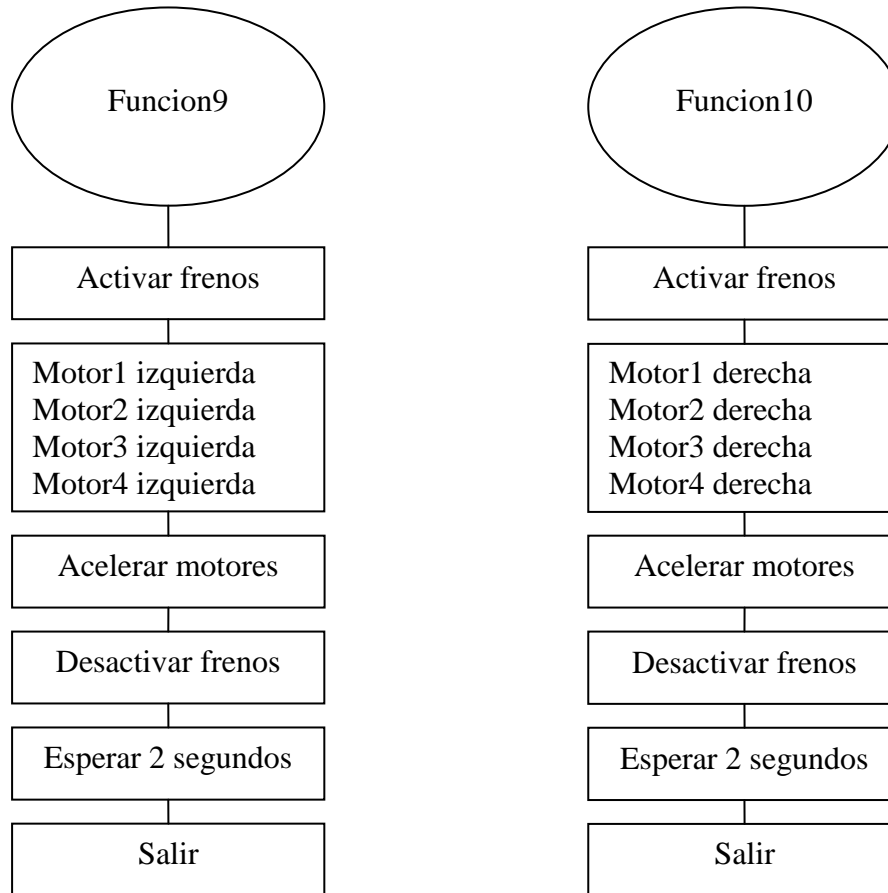 Funcion9
Activar frenos
Motor1 izquierda
Motor2 izquierda
Motor3 izquierda
Motor4 izquierda
Acelerar motores
Desactivar frenos
Esperar 2 segundos
Salir
Funcion10
Activar frenos
Motor1 derecha
Motor2 derecha
Motor3 derecha
Motor4 derecha
Acelerar motores
Desactivar frenos
Esperar 2 segundos
Salir